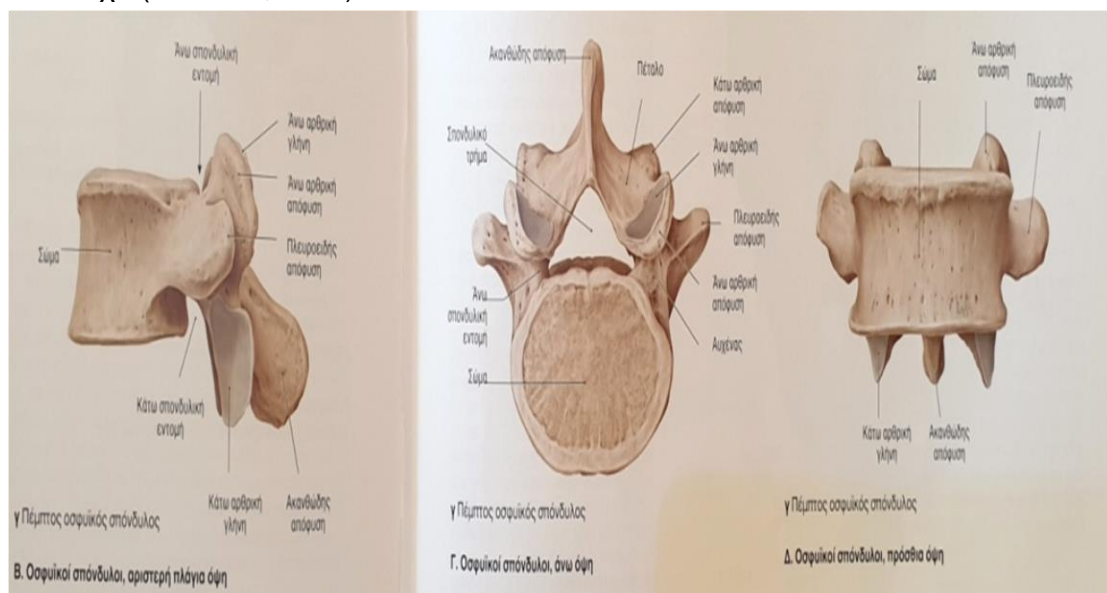 Άνω σπονδυλική
εντομή
Άνω αρθρική
γλήνη
Άνω αρθρική
απόφυση
Πλευροειδής
απόφυση
Σώμα
Κάτω σπονδυλική
εντομή
Κάτω αρθρική
γλήνη
Ακανθώδης
απόφυση
γ Πέμπτος οσφυϊκός σπόνδυλος
Β. Οσφυϊκοί σπόνδυλοι, αριστερή πλάγια όψη
Ακανθώδης απόφυση
Πέταλο
Κάτω αρθρική
απόφυση
Σπονδυλικό
τρήμα
Άνω αρθρική
γλήνη
Πλευροειδής
απόφυση
Άνω
σπονδυλική
εντομή
Άνω αρθρική
απόφυση
Αυχένας
Σώμα
γ Πέμπτος οσφυϊκός σπόνδυλος
Γ. Οσφυϊκοί σπόνδυλοι, άνω όψη
Άνω αρθρική
απόφυση
Σώμα
Πλευροειδής
απόφυση
Κάτω αρθρική
γλήνη
Ακανθώδης
απόφυση
γ Πέμπτος οσφυϊκός σπόνδυλος
Δ. Οσφυϊκοί σπόνδυλοι, πρόσθια όψη